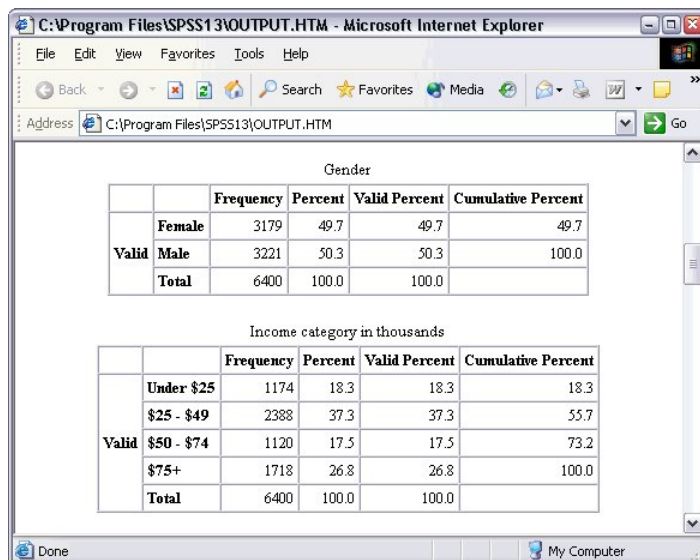 C:\Program Files\SPSS13\OUTPUT.HTM - Microsoft Internet Explorer
File Edit View Favorites Tools Help
Back Search Favorites Media »
Address C:\Program Files\SPSS13\OUTPUT.HTM Go
Gender
Frequency Percent Valid Percent Cumulative Percent
Female 3179 49.7 49.7 49.7
Valid Male 3221 50.3 50.3 100.0
Total 6400 100.0 100.0
Income category in thousands
Frequency Percent Valid Percent Cumulative Percent
Under $25 1174 18.3 18.3 18.3
$25 - $49 2388 37.3 37.3 55.7
Valid $50 - $74 1120 17.5 17.5 73.2
$75+ 1718 26.8 26.8 100.0
Total 6400 100.0 100.0
Done My Computer